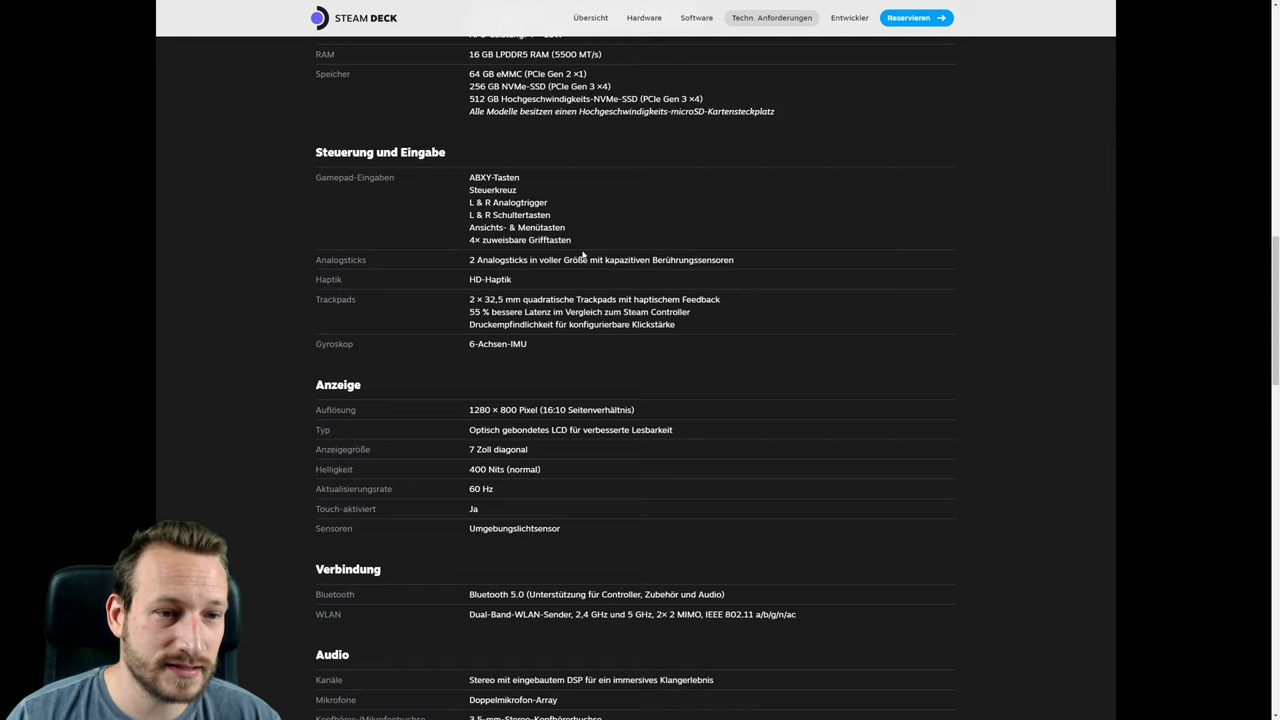 STEAM DECK
Übersicht Hardware Software Techn. Anforderungen Entwickler Reservieren
RAM 16 GB LPDDR5 RAM (5500 MT/s)
Speicher 64 GB eMMC (PCIe Gen 2 ×1)
256 GB NVMe-SSD (PCIe Gen 3 ×4)
512 GB Hochgeschwindigkeits-NVMe-SSD (PCIe Gen 3 ×4)
Alle Modelle besitzen einen Hochgeschwindigkeits-microSD-Kartensteckplatz
Steuerung und Eingabe
Gamepad-Eingaben ABXY-Tasten
Steuerkreuz
L & R Analogtrigger
L & R Schultertasten
Ansichts- & Menütasten
4× zuweisbare Grifftasten
Analogsticks 2 Analogsticks in voller Größe mit kapazitiven Berührungssensoren
Haptik HD-Haptik
Trackpads 2 × 32,5 mm quadratische Trackpads mit haptischem Feedback
55 % bessere Latenz im Vergleich zum Steam Controller
Druckempfindlichkeit für konfigurierbare Klickstärke
Gyroskop 6-Achsen-IMU
Anzeige
Auflösung 1280 × 800 Pixel (16:10 Seitenverhältnis)
Typ Optisch gebondetes LCD für verbesserte Lesbarkeit
Anzeigegröße 7 Zoll diagonal
Helligkeit 400 Nits (normal)
Aktualisierungsrate 60 Hz
Touch-aktiviert Ja
Sensoren Umgebungslichtsensor
Verbindung
Bluetooth Bluetooth 5.0 (Unterstützung für Controller, Zubehör und Audio)
WLAN Dual-Band-WLAN-Sender, 2,4 GHz und 5 GHz, 2× 2 MIMO, IEEE 802.11 a/b/g/n/ac
Audio
Kanäle Stereo mit eingebautem DSP für ein immersives Klangerlebnis
Mikrofone Doppelmikrofon-Array
Kopfhörer-/Mikrofonbuchse 3,5-mm-Stereo-Kopfhörerbuchse